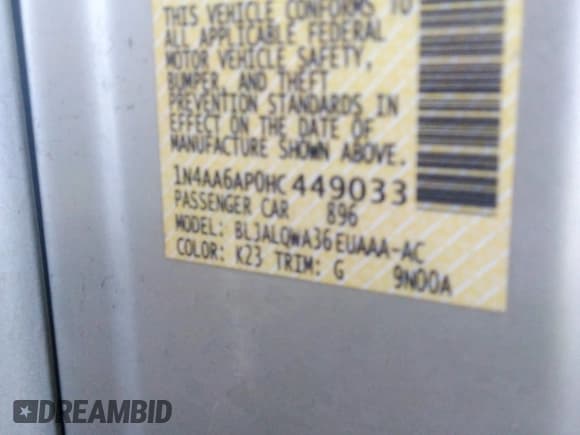 THIS VEHICLE CONFORMS TO
ALL APPLICABLE FEDERAL
MOTOR VEHICLE SAFETY,
BUMPER, AND THEFT
PREVENTION STANDARDS IN
EFFECT ON THE DATE OF
MANUFACTURE SHOWN ABOVE.
1N4AA6AP0HC449033
PASSENGER CAR 896
MODEL: BLJALQWA36EUAAA-AC
COLOR: K23 TRIM: G 9N00A
DREAMBID